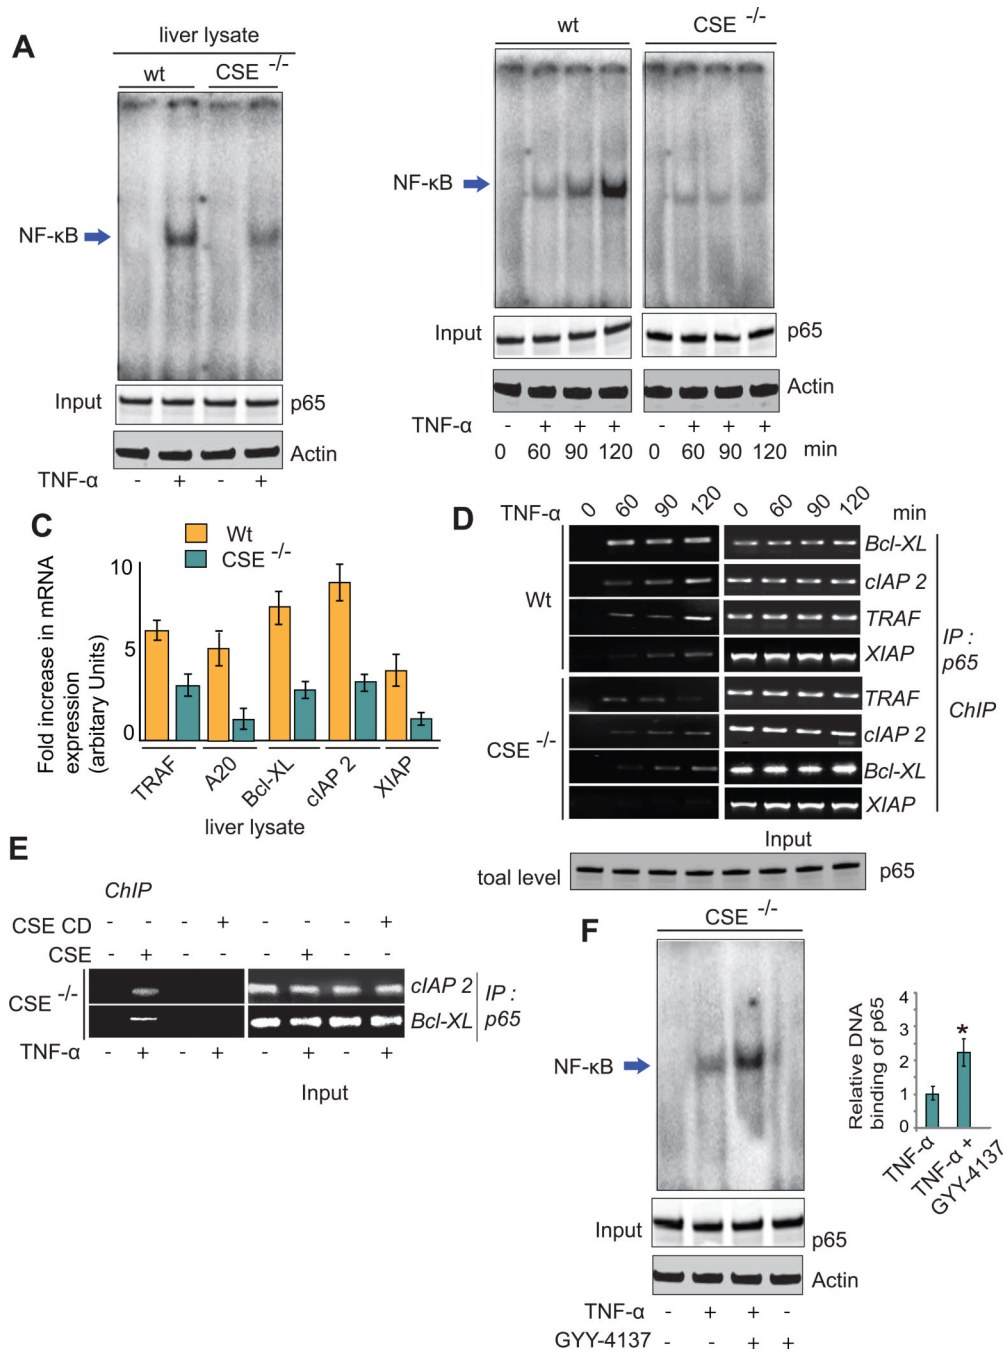 A
liver lysate
wt CSE -/-
NF-κB
Input p65
Actin
TNF-α - + - +
wt CSE -/-
NF-κB
Input p65
Actin
TNF-α - + + + - + + +
0 60 90 120 min 0 60 90 120
C
Wt
CSE -/-
Fold increase in mRNA
expression
(arbitary Units)
10
5
0
TRAF A20 Bcl-XL cIAP 2 XIAP
liver lysate
D
TNF-α 0 60 90 120 0 60 90 120 min
Wt
Bcl-XL
cIAP 2
TRAF
XIAP
CSE -/-
TRAF
cIAP 2
Bcl-XL
XIAP
IP :
p65
ChIP
Input
toal level p65
E
ChIP
CSE CD - - - + - - - +
CSE - + - - - + - -
CSE -/-
cIAP 2
Bcl-XL
IP :
p65
TNF-α - + - + - + - +
Input
F
CSE -/-
NF-κB
Input p65
Actin
TNF-α - + + -
GYY-4137 - - + +
Relative DNA
binding of p65
4
3
2
1
0
*
TNF-α
TNF-α +
GYY-4137